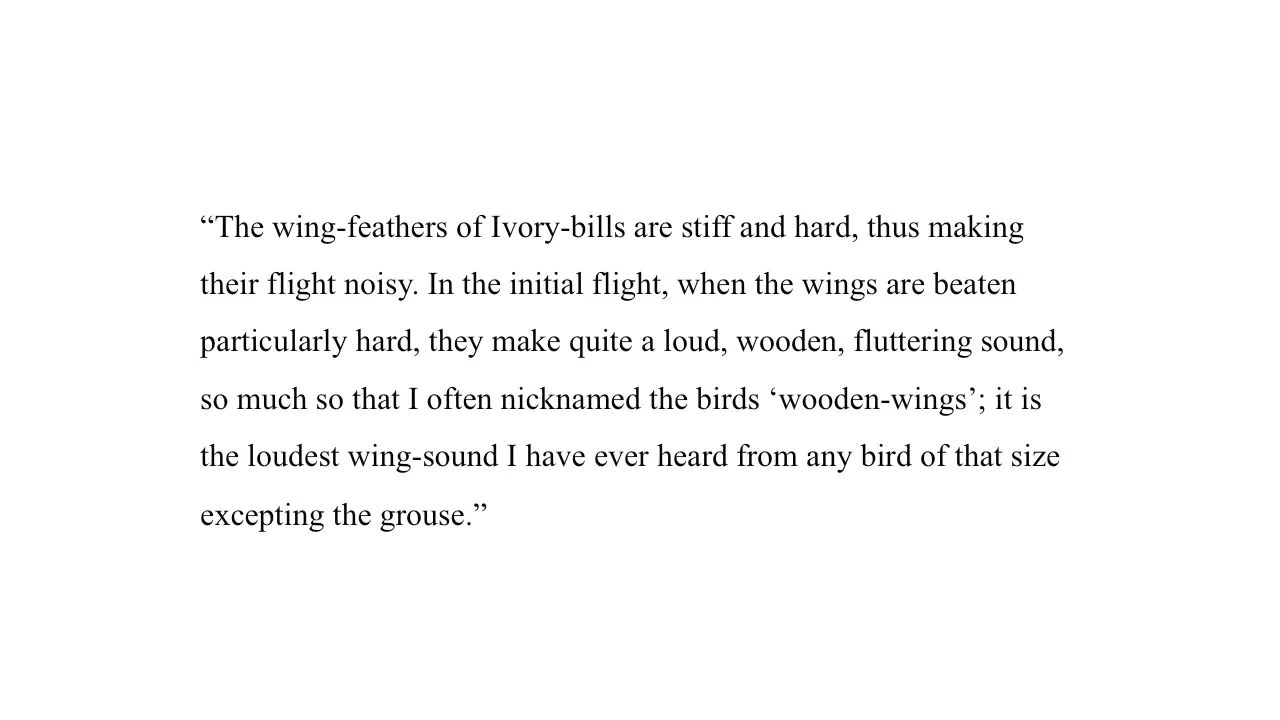 “The wing-feathers of Ivory-bills are stiff and hard, thus making
their flight noisy. In the initial flight, when the wings are beaten
particularly hard, they make quite a loud, wooden, fluttering sound,
so much so that I often nicknamed the birds ‘wooden-wings’; it is
the loudest wing-sound I have ever heard from any bird of that size
excepting the grouse.”